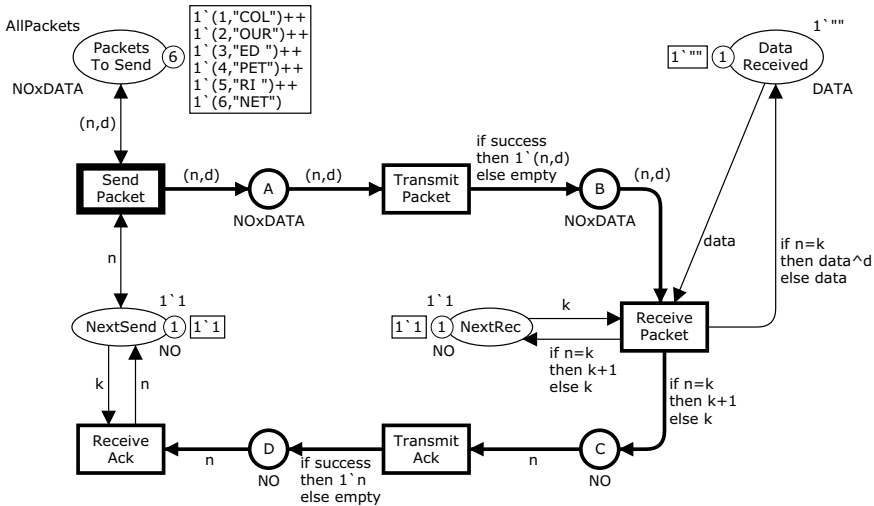 AllPackets
Packets
To Send
6
1`(1,"COL")++
1`(2,"OUR")++
1`(3,"ED ")++
1`(4,"PET")++
1`(5,"RI ")++
1`(6,"NET")
NOxDATA
1`""
1`""
1
Data
Received
DATA
(n,d)
Send
Packet
(n,d)
A
NOxDATA
(n,d)
Transmit
Packet
if success
then 1`(n,d)
else empty
B
NOxDATA
(n,d)
n
data
if n=k
then data^d
else data
1`1
NextSend
1
1`1
NO
1`1
1`1
1
NextRec
NO
k
if n=k
then k+1
else k
Receive
Packet
k
n
if n=k
then k+1
else k
Receive
Ack
n
D
NO
if success
then 1`n
else empty
Transmit
Ack
n
C
NO